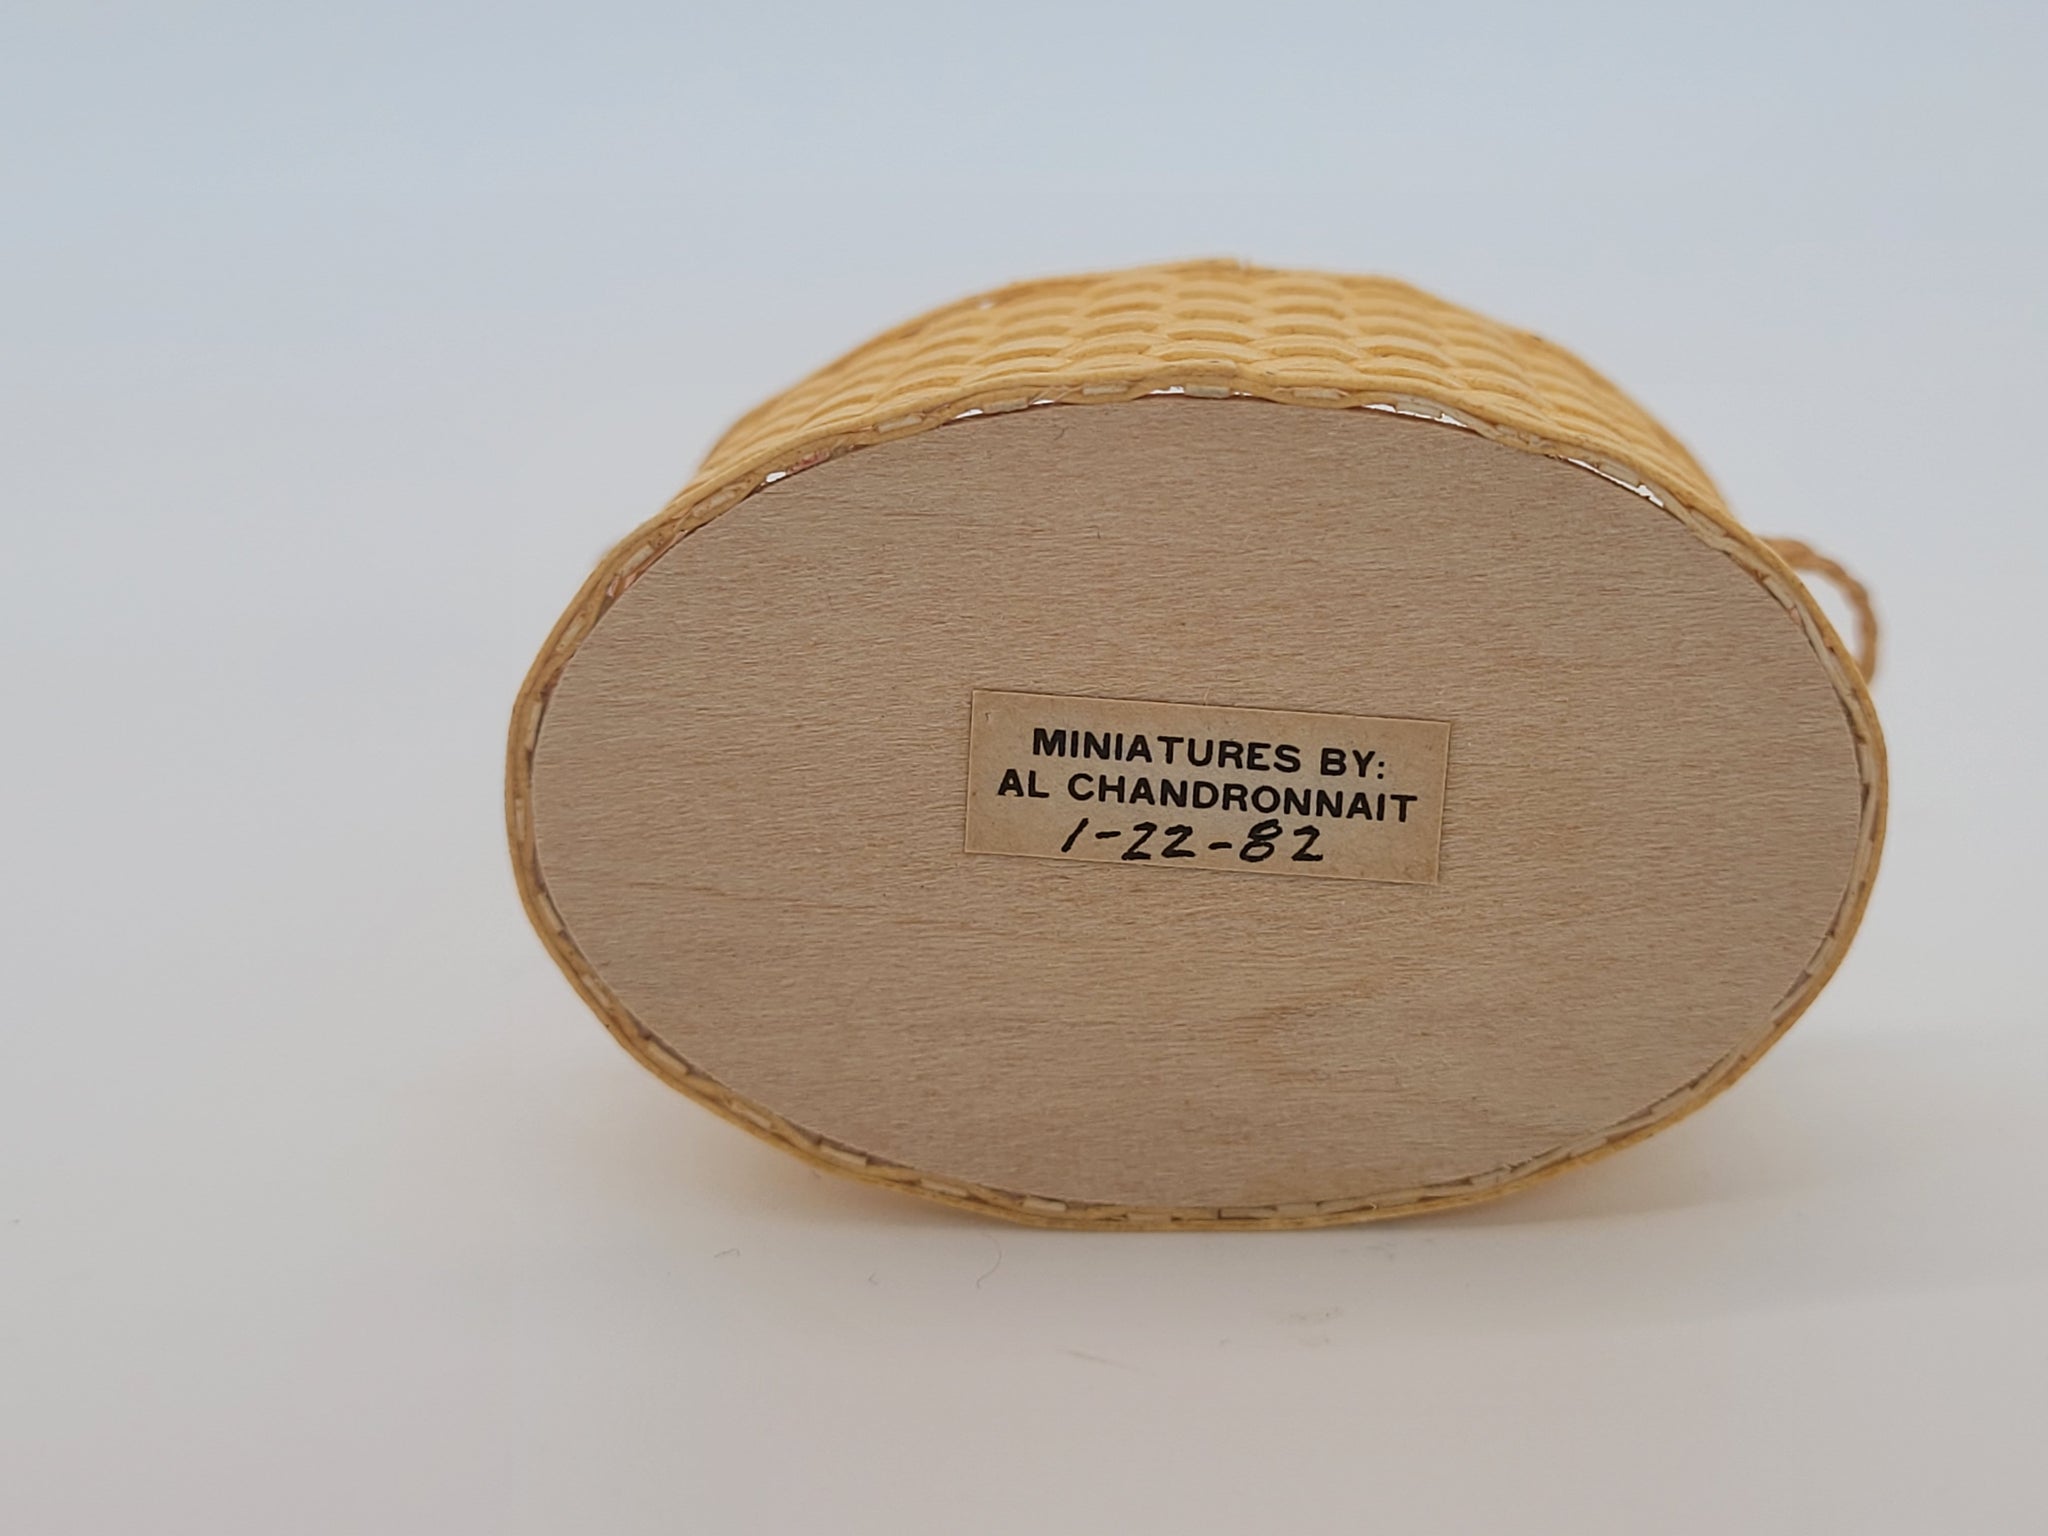 MINIATURES BY:
AL CHANDRONNAIT
1-22-82